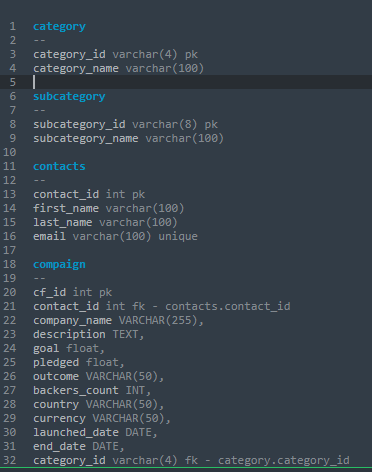 1 category
2 --
3 category_id varchar(4) pk
4 category_name varchar(100)
5
6 subcategory
7 --
8 subcategory_id varchar(8) pk
9 subcategory_name varchar(100)
10
11 contacts
12 --
13 contact_id int pk
14 first_name varchar(100)
15 last_name varchar(100)
16 email varchar(100) unique
17
18 compaign
19 --
20 cf_id int pk
21 contact_id int fk - contacts.contact_id
22 company_name VARCHAR(255),
23 description TEXT,
24 goal float,
25 pledged float,
26 outcome VARCHAR(50),
27 backers_count INT,
28 country VARCHAR(50),
29 currency VARCHAR(50),
30 launched_date DATE,
31 end_date DATE,
32 category_id varchar(4) fk - category.category_id